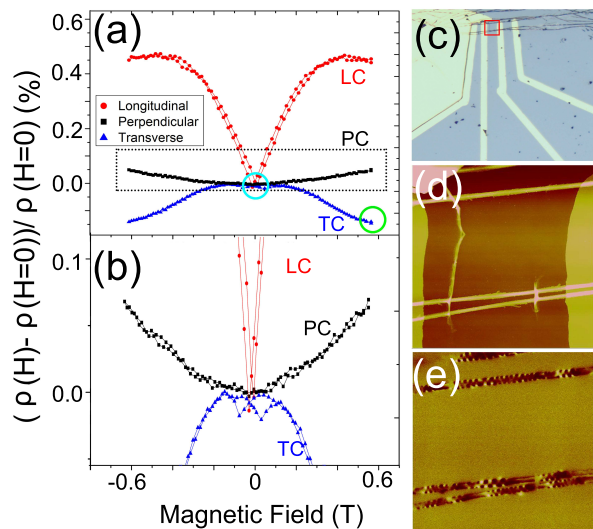 (ρ(H)- ρ(H=0))/ ρ(H=0) (%)
(a)
0.6
0.4
0.2
0.0
LC
PC
TC
Longitudinal
Perpendicular
Transverse
(b)
0.1
0.0
LC
PC
TC
-0.6
0
0.6
Magnetic Field (T)
(c)
(d)
(e)